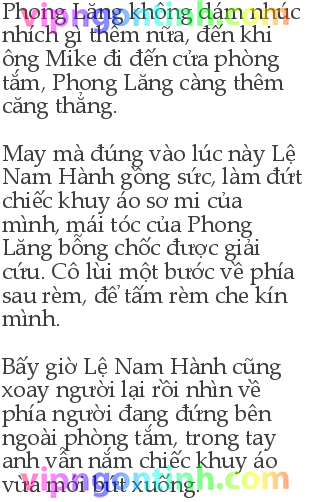 Phong Lăng không dám nhúc
nhích gì thêm nữa, đến khi
ông Mike đi đến cửa phòng
tắm, Phong Lăng càng thêm
căng thẳng.
May mà đúng vào lúc này Lệ
Nam Hành gồng sức, làm đứt
chiếc khuy áo sơ mi của
mình, mái tóc của Phong
Lăng bỗng chốc được giải
cứu. Cô lùi một bước về phía
sau rèm, để tấm rèm che kín
mình.
Bấy giờ Lệ Nam Hành cũng
xoay người lại rồi nhìn về
phía người đang đứng bên
ngoài phòng tắm, trong tay
anh vẫn nắm chiếc khuy áo
vipngontinh.com
vừa mới bứt xuống.